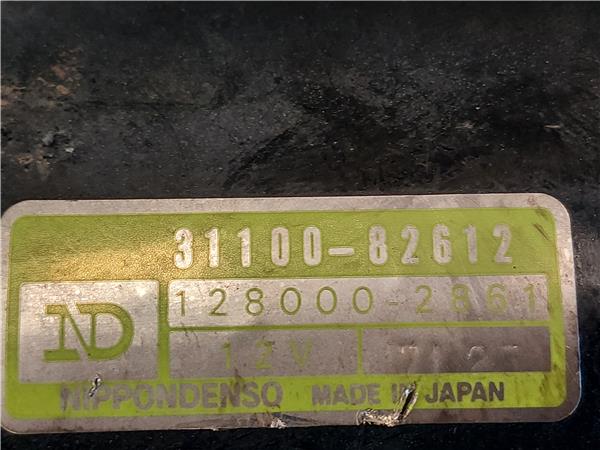 31100-82612
128000-2861
ND
12V
NIPPONDENSO MADE IN JAPAN